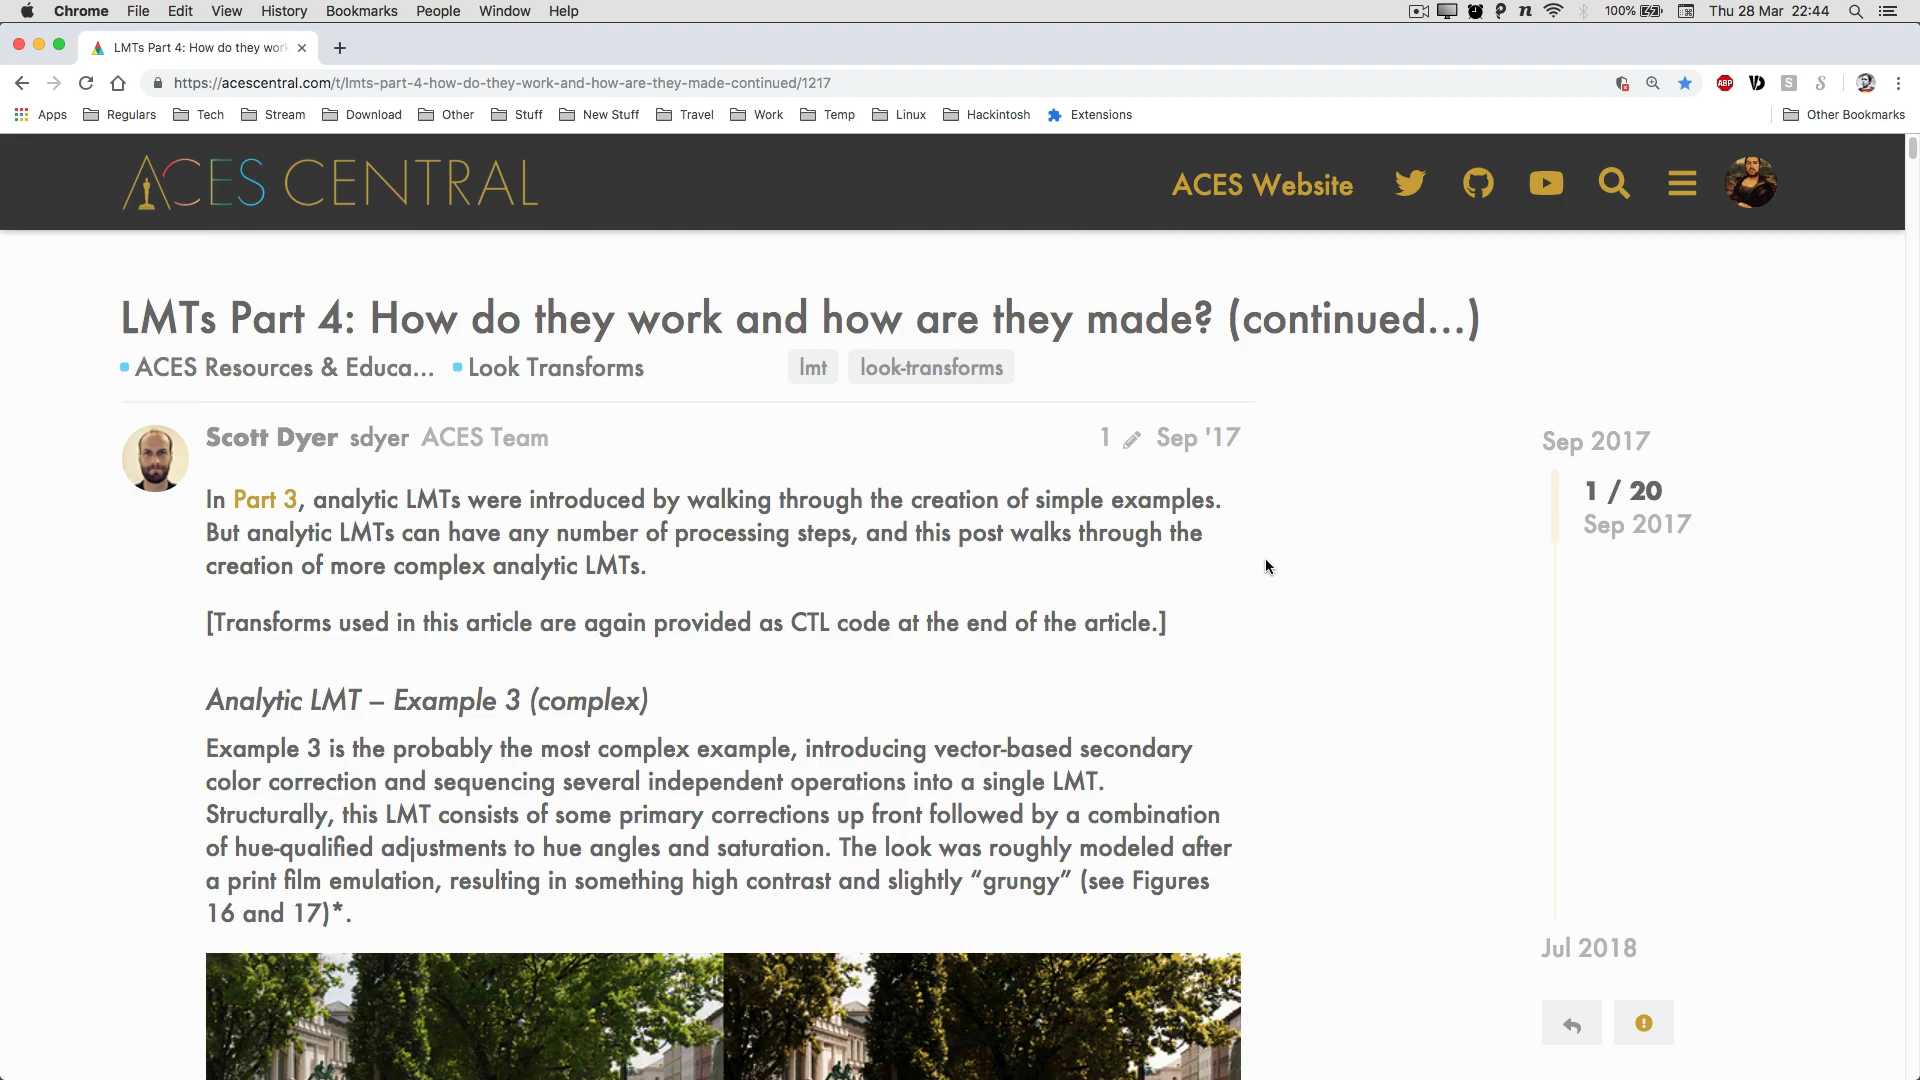 Chrome File Edit View History Bookmarks People Window Help 100% Thu 28 Mar 22:44
LMTs Part 4: How do they wor
https://acescentral.com/t/lmts-part-4-how-do-they-work-and-how-are-they-made-continued/1217
Apps Regulars Tech Stream Download Other Stuff New Stuff Travel Work Temp Linux Hackintosh Extensions Other Bookmarks
ACES CENTRAL
ACES Website
LMTs Part 4: How do they work and how are they made? (continued...)
ACES Resources & Educa... Look Transforms lmt look-transforms
Scott Dyer sdyer ACES Team 1 Sep '17
In Part 3, analytic LMTs were introduced by walking through the creation of simple examples.
But analytic LMTs can have any number of processing steps, and this post walks through the
creation of more complex analytic LMTs.
[Transforms used in this article are again provided as CTL code at the end of the article.]
Analytic LMT – Example 3 (complex)
Example 3 is the probably the most complex example, introducing vector-based secondary
color correction and sequencing several independent operations into a single LMT.
Structurally, this LMT consists of some primary corrections up front followed by a combination
of hue-qualified adjustments to hue angles and saturation. The look was roughly modeled after
a print film emulation, resulting in something high contrast and slightly “grungy” (see Figures
16 and 17)*.
Sep 2017
1 / 20
Sep 2017
Jul 2018